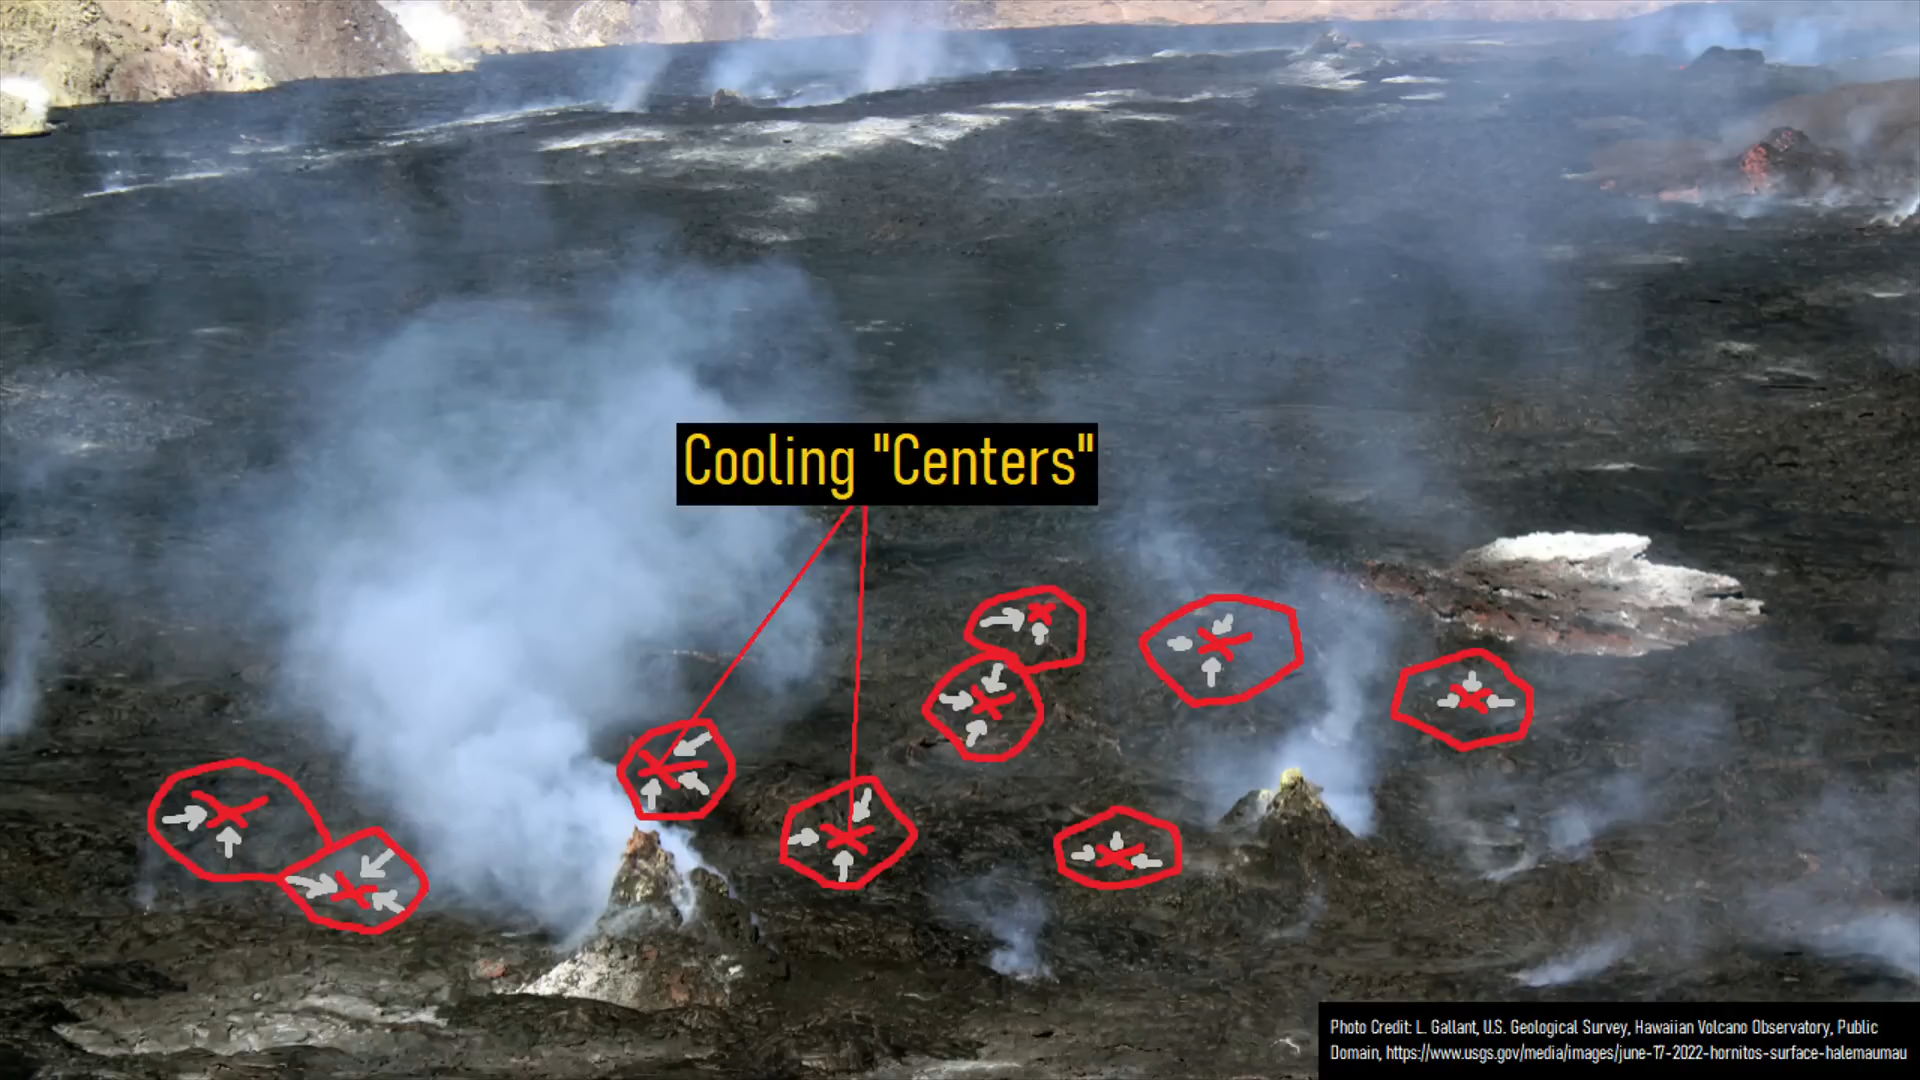 Cooling "Centers"
Photo Credit: L. Gallant, U.S. Geological Survey, Hawaiian Volcano Observatory, Public
Domain, https://www.usgs.gov/media/images/june-17-2022-hornitos-surface-halemaumau